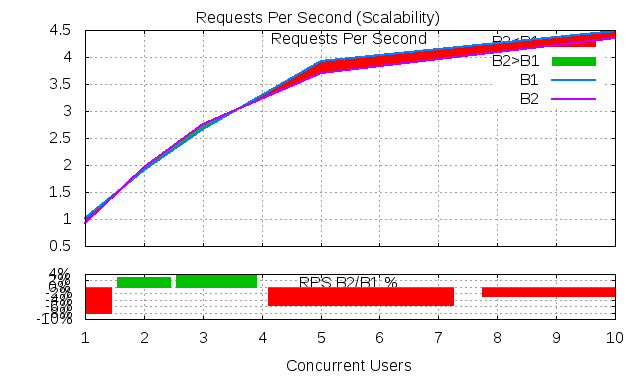 Requests Per Second (Scalability)
4.5
4
3.5
3
2.5
2
1.5
1
0.5
Requests Per Second
B2<B1
B2>B1
B1
B2
4%
-10%
RPS B2/B1 %
1 2 3 4 5 6 7 8 9 10
Concurrent Users